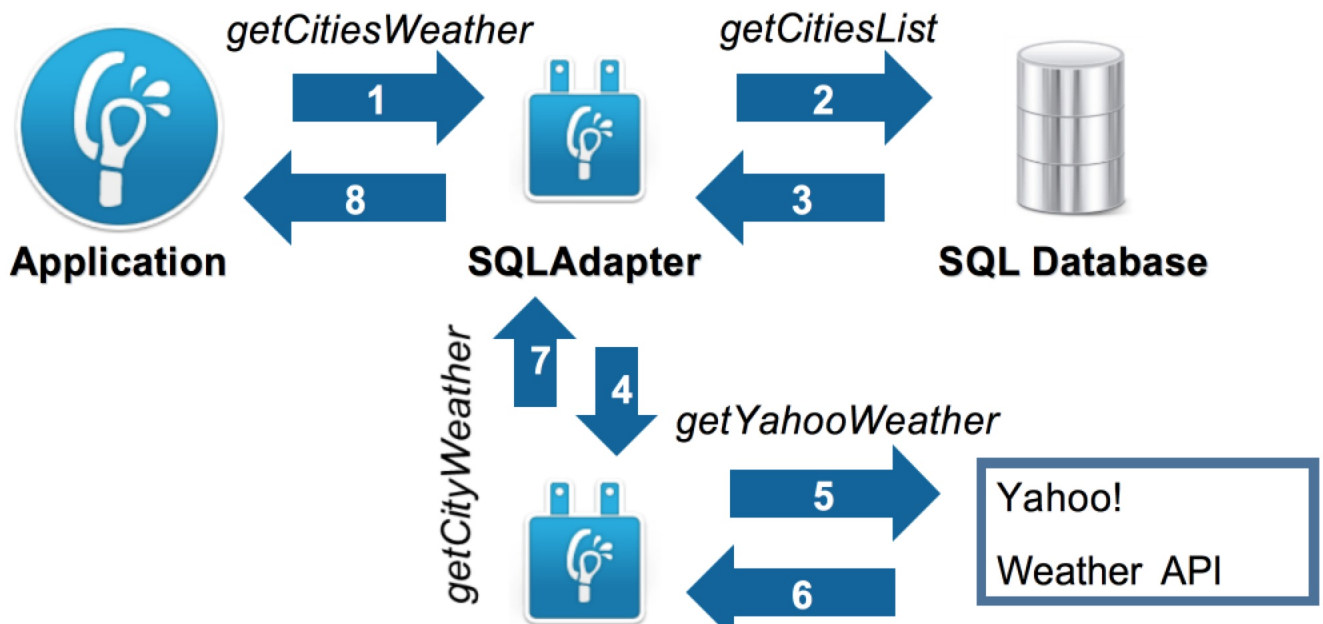 getCitiesWeather
getCitiesList
1
2
8
3
Application
SQLAdapter
SQL Database
getCityWeather
7
4
getYahooWeather
5
6
Yahoo!
Weather API